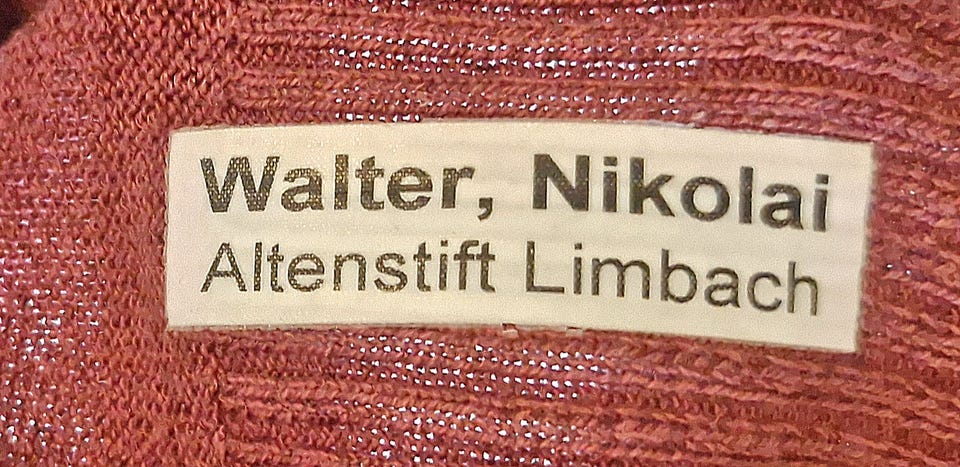 Walter, Nikolai
Altenstift Limbach